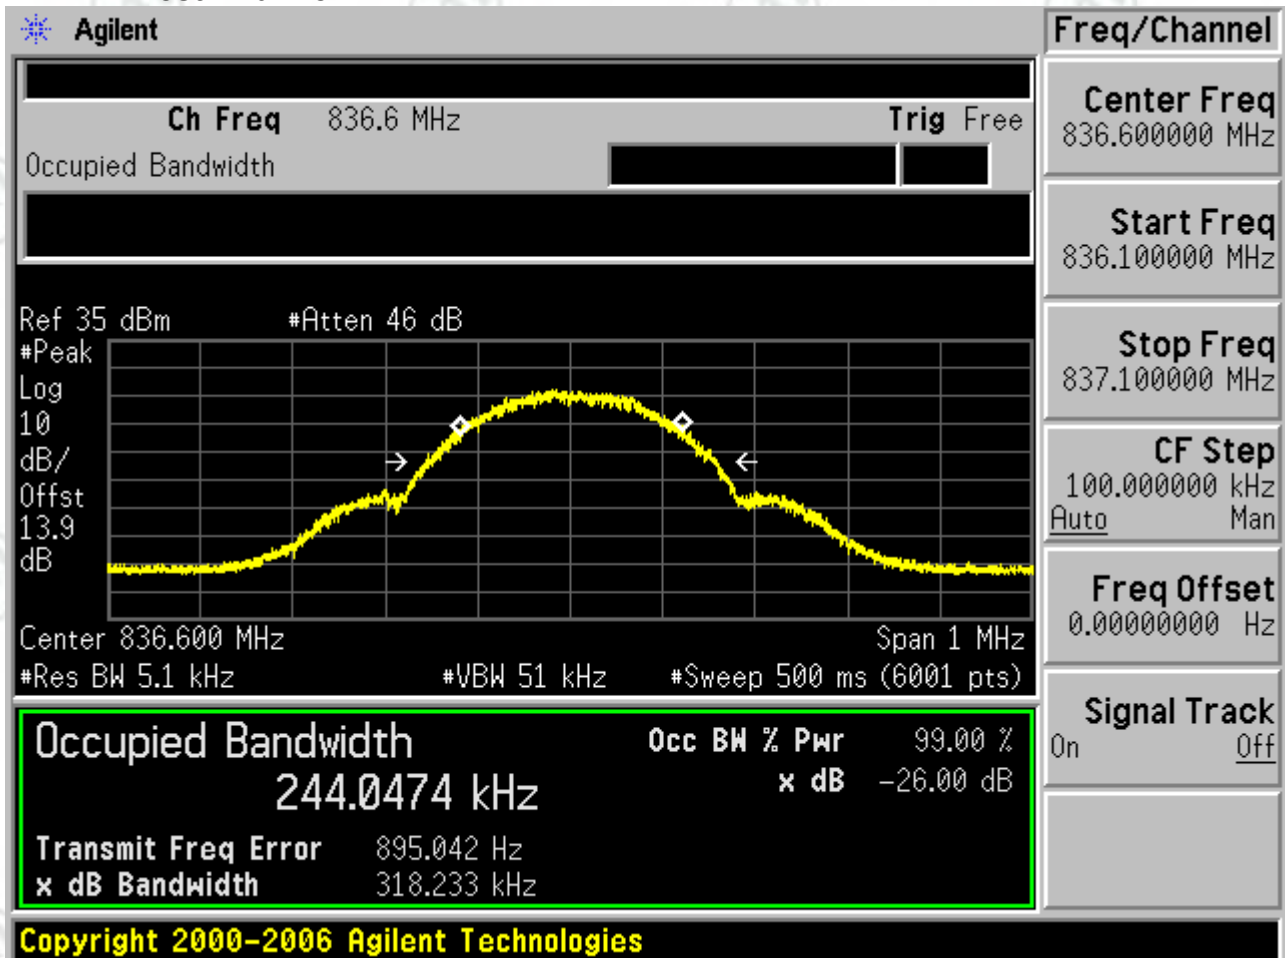 Agilent
Freq/Channel
Ch Freq 836.6 MHz Trig Free
Occupied Bandwidth
Center Freq
836.600000 MHz
Start Freq
836.100000 MHz
Stop Freq
837.100000 MHz
CF Step
100.000000 kHz
Auto Man
Freq Offset
0.00000000 Hz
Signal Track
On Off
Ref 35 dBm #Atten 46 dB
#Peak
Log
10
dB/
Offst
13.9
dB
Center 836.600 MHz Span 1 MHz
#Res BW 5.1 kHz #VBW 51 kHz #Sweep 500 ms (6001 pts)
Occupied Bandwidth Occ BW % Pwr 99.00 %
244.0474 kHz x dB -26.00 dB
Transmit Freq Error 895.042 Hz
x dB Bandwidth 318.233 kHz
Copyright 2000-2006 Agilent Technologies